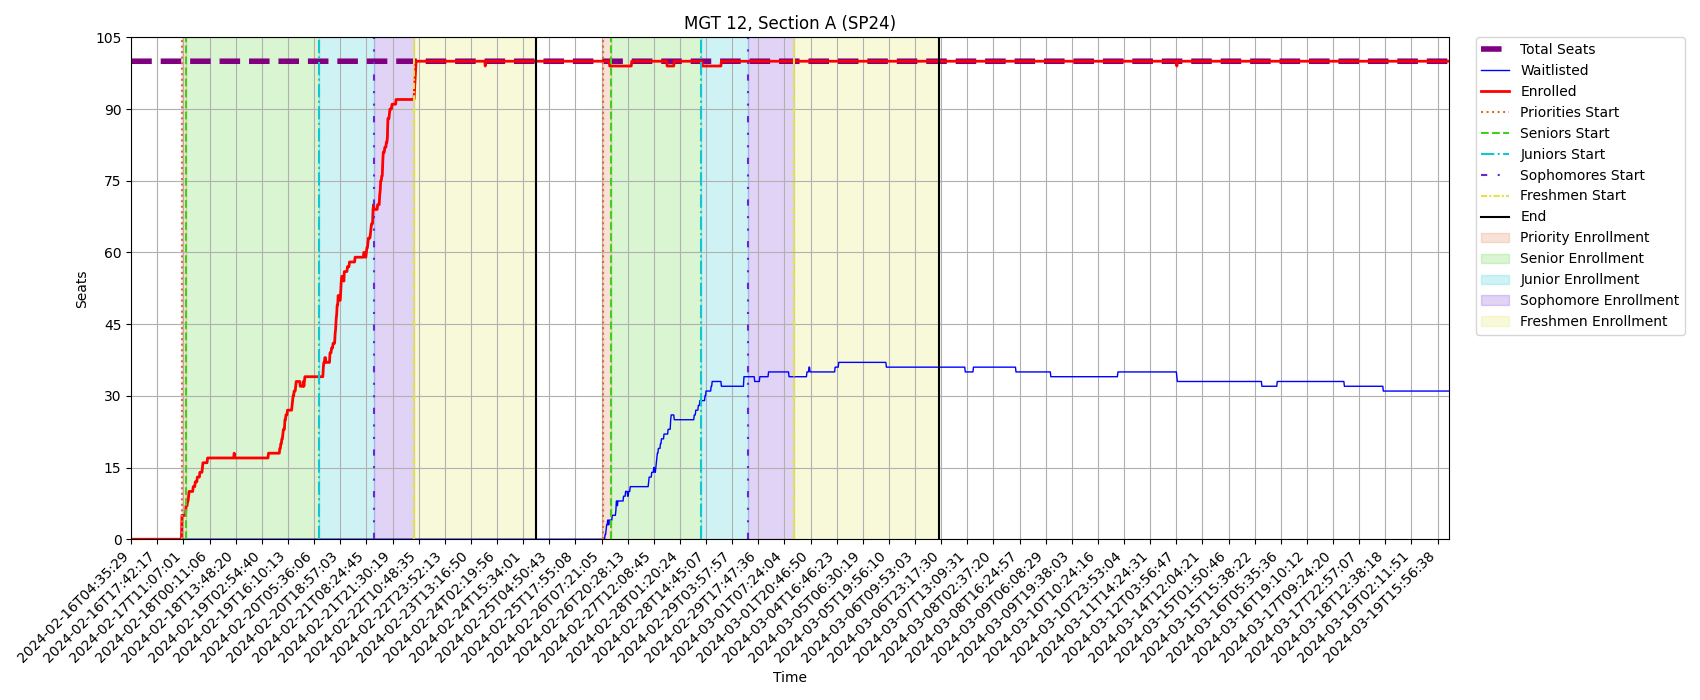 MGT 12, Section A (SP24)
Seats
105
90
75
60
45
30
15
0
2024-02-16T04:35:29
2024-02-16T17:42:17
2024-02-17T11:07:01
2024-02-18T00:11:06
2024-02-18T13:48:20
2024-02-19T02:54:40
2024-02-19T16:10:13
2024-02-20T05:36:06
2024-02-20T18:57:03
2024-02-21T08:24:45
2024-02-21T21:30:19
2024-02-22T10:48:35
2024-02-22T23:52:13
2024-02-23T13:16:50
2024-02-24T02:19:56
2024-02-24T15:34:01
2024-02-25T04:50:43
2024-02-25T17:55:08
2024-02-26T07:21:05
2024-02-26T20:28:13
2024-02-27T12:08:45
2024-02-28T01:20:24
2024-02-28T14:45:07
2024-02-29T03:57:57
2024-02-29T17:47:36
2024-03-01T07:24:04
2024-03-01T20:46:50
2024-03-04T16:46:23
2024-03-05T06:30:19
2024-03-05T19:56:10
2024-03-06T09:53:03
2024-03-06T23:17:30
2024-03-07T13:09:31
2024-03-08T02:37:20
2024-03-08T16:24:57
2024-03-09T06:08:29
2024-03-09T19:38:03
2024-03-10T10:24:16
2024-03-10T23:53:04
2024-03-11T14:24:31
2024-03-12T03:56:47
2024-03-14T12:04:21
2024-03-15T01:50:46
2024-03-15T15:38:22
2024-03-16T05:35:36
2024-03-16T19:10:12
2024-03-17T09:24:20
2024-03-17T22:57:07
2024-03-18T12:38:18
2024-03-19T02:11:51
2024-03-19T15:56:38
Time
Total Seats
Waitlisted
Enrolled
Priorities Start
Seniors Start
Juniors Start
Sophomores Start
Freshmen Start
End
Priority Enrollment
Senior Enrollment
Junior Enrollment
Sophomore Enrollment
Freshmen Enrollment